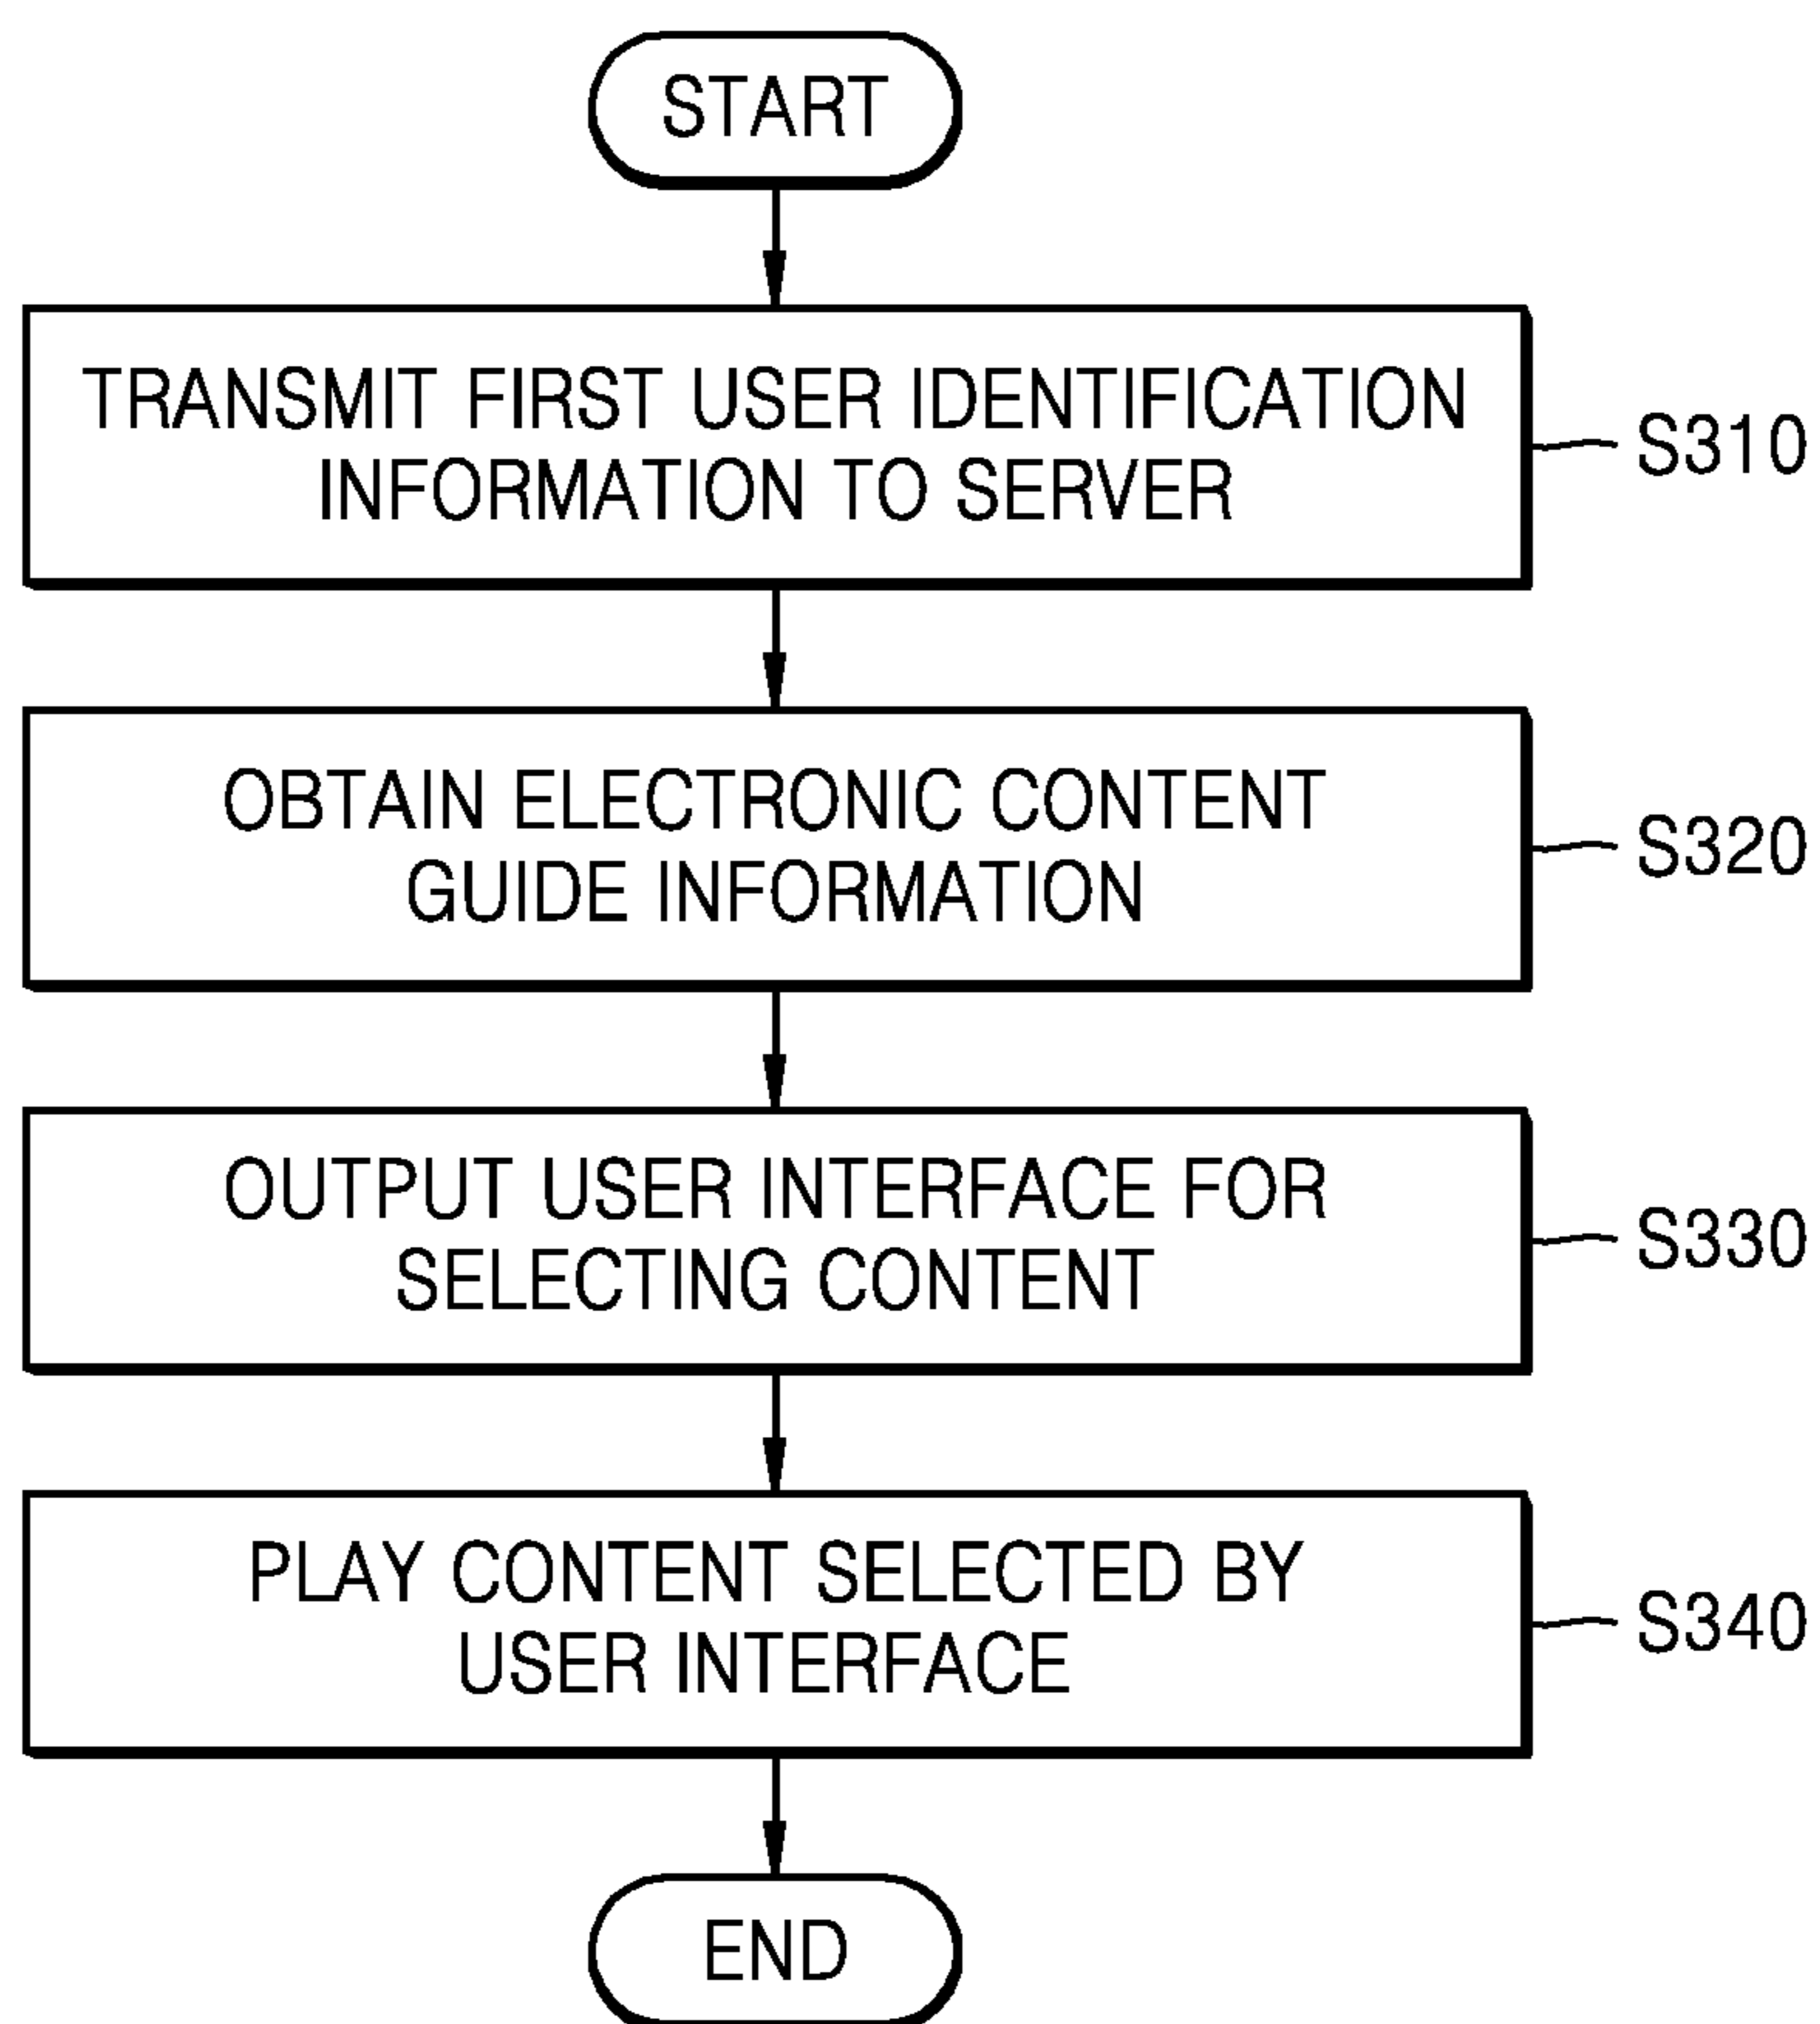 START
TRANSMIT FIRST USER IDENTIFICATION
INFORMATION TO SERVER
S310
OBTAIN ELECTRONIC CONTENT
GUIDE INFORMATION
S320
OUTPUT USER INTERFACE FOR
SELECTING CONTENT
S330
PLAY CONTENT SELECTED BY
USER INTERFACE
S340
END